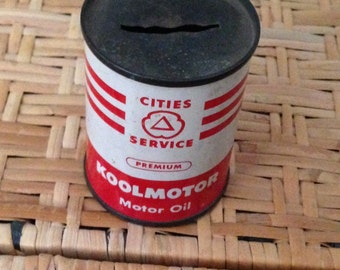 CITIES
SERVICE
PREMIUM
KOOLMOTOR
Motor Oil